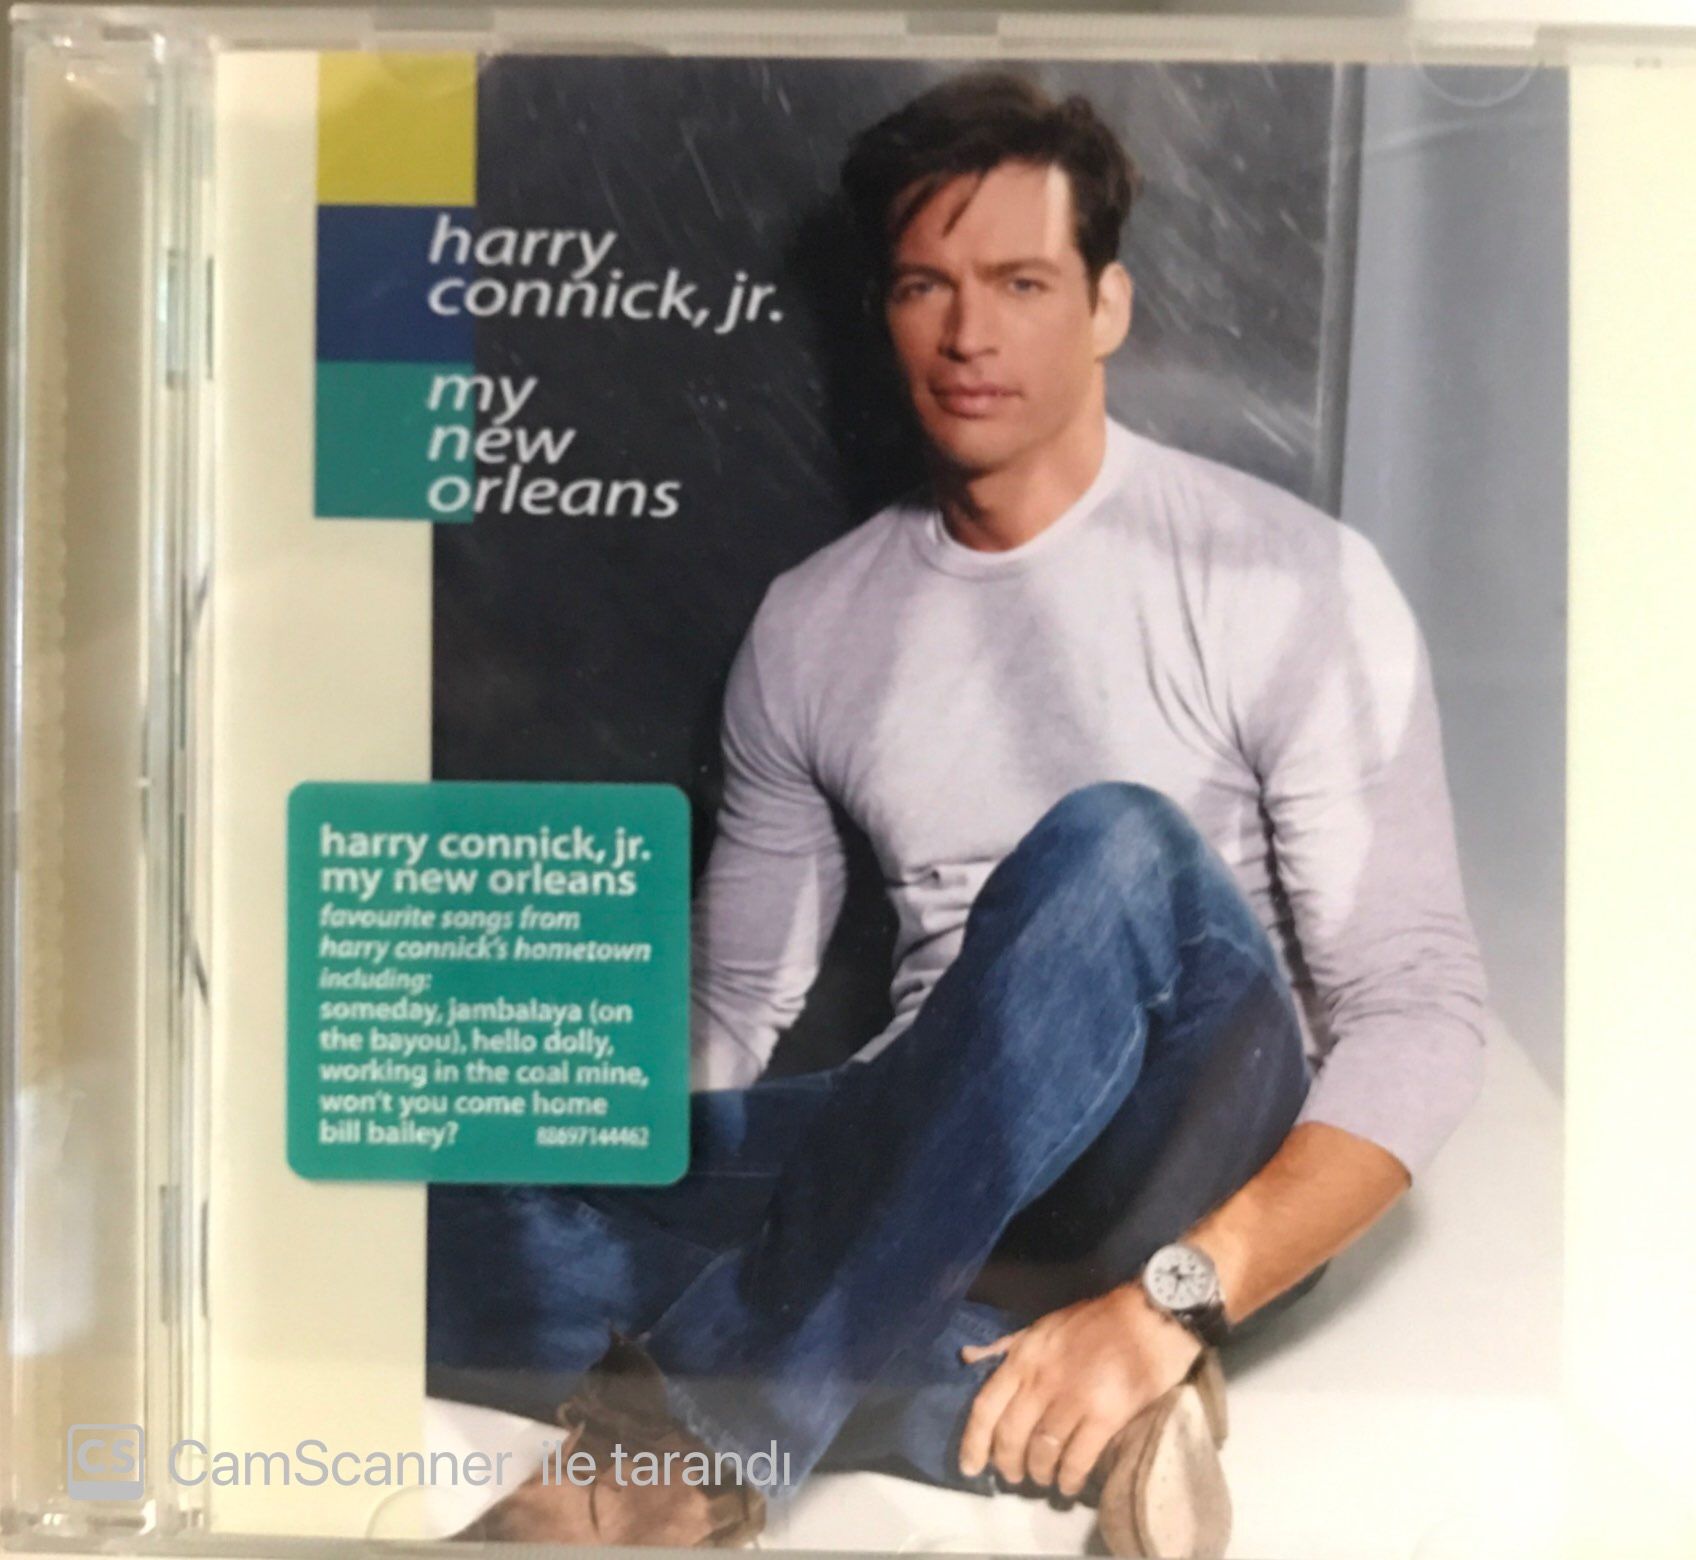 harry
connick, jr.
my
new
orleans
harry connick, jr.
my new orleans
favourite songs from
harry connick's hometown
including:
someday, jambalaya (on
the bayou), hello dolly,
working in the coal mine,
won't you come home
bill bailey? 88697144462
CS CamScanner ile tarandı